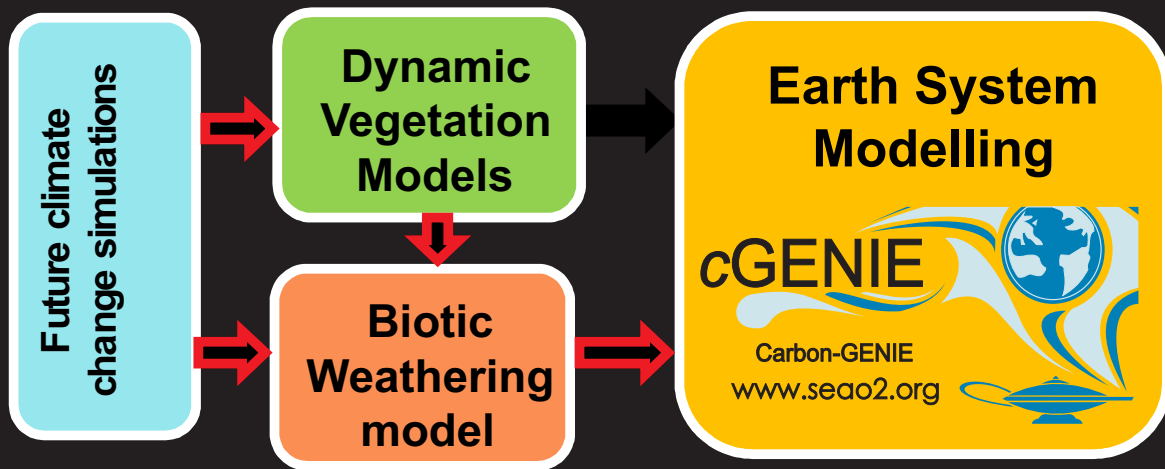 Future climate
change simulations
Dynamic
Vegetation
Models
Biotic
Weathering
model
Earth System
Modelling
cGENIE
Carbon-GENIE
www.seao2.org